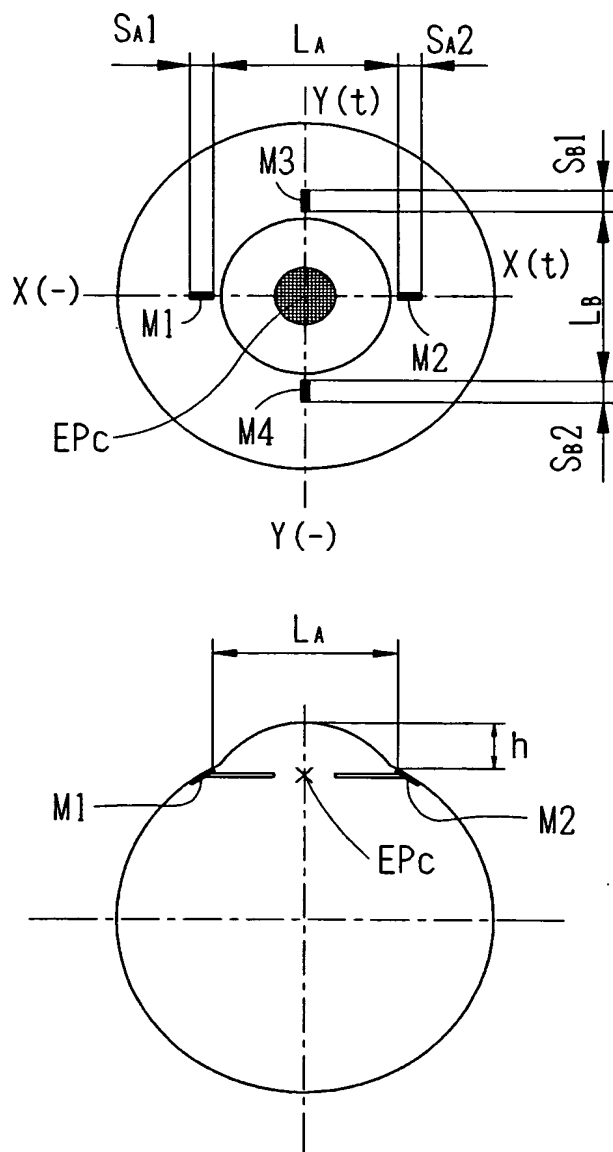 SA1 LA SA2
Y(t)
M3
SB1
X(t)
X(-)
M1
M2
LB
M4
EPc
SB2
Y(-)
LA
h
M1
M2
EPc